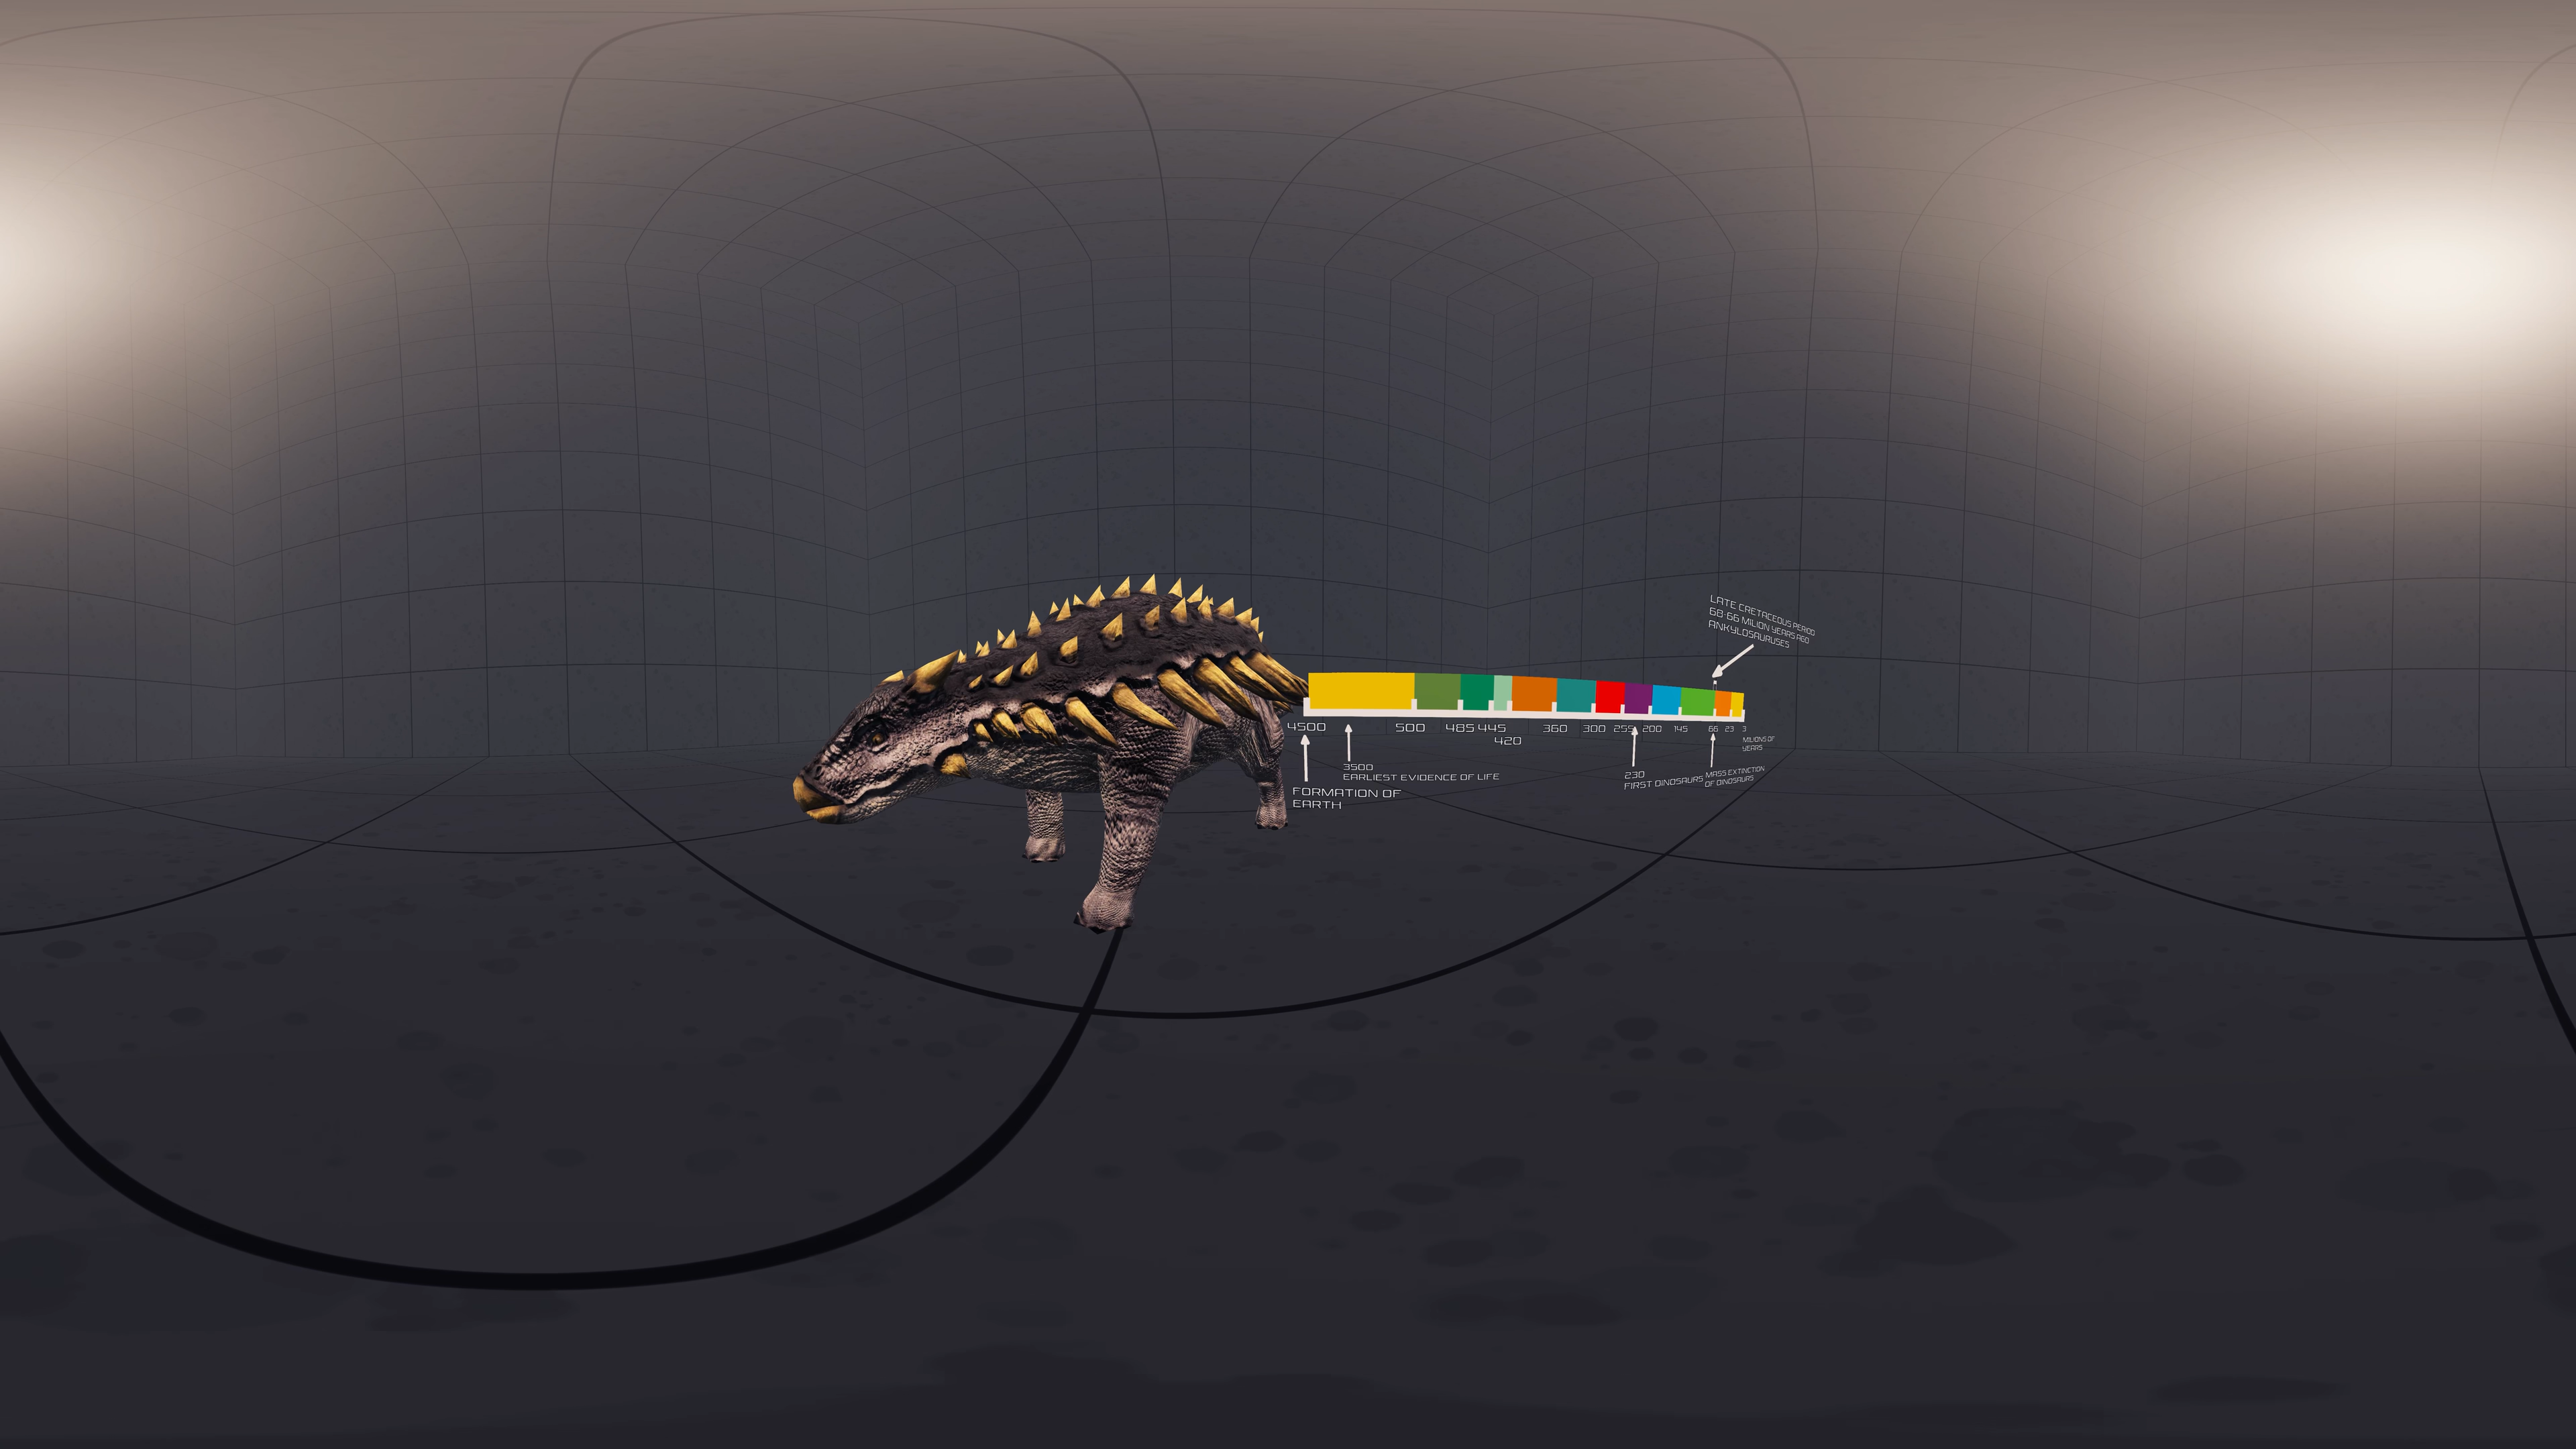 LATE CRETACEOUS PERIOD
68-66 MILION YEARS AGO
ANKYLOSAURUSES
4500 500 485 445 360 300 255 200 145 66 23 3
420
MILIONS OF
YEARS
3500
EARLIEST EVIDENCE OF LIFE
FORMATION OF
EARTH
230
FIRST DINOSAURS
MASS EXTINCTION
OF DINOSAURS